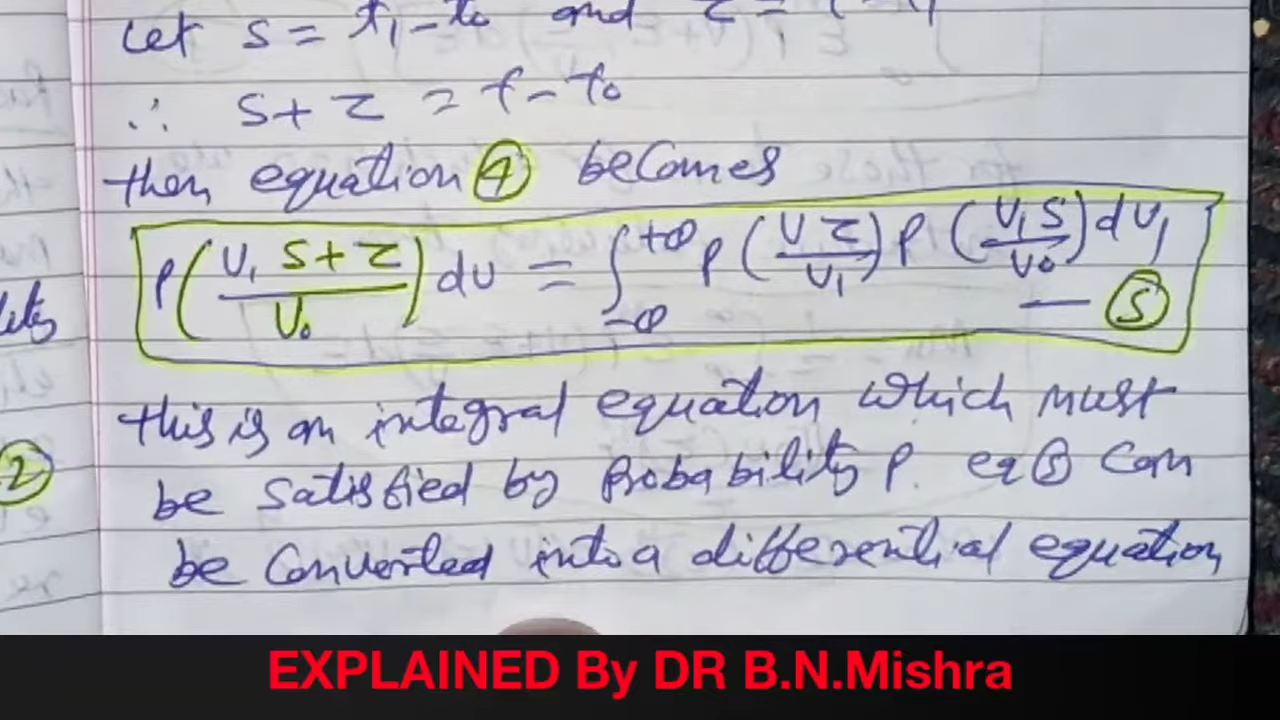 Let s = t₁ - t₀ and
∴ s + τ = t - t₀
then equation ④ becomes
P(v, s+τ / v₀) dv = ∫₋∞^+∞ P(v τ / v₁) P(v₁ s / v₀) dv₁
— ⑤
this is an integral equation which must
be satisfied by Probability P. eq ⑤ can
be converted into a differential equation
lity
②
EXPLAINED By DR B.N.Mishra